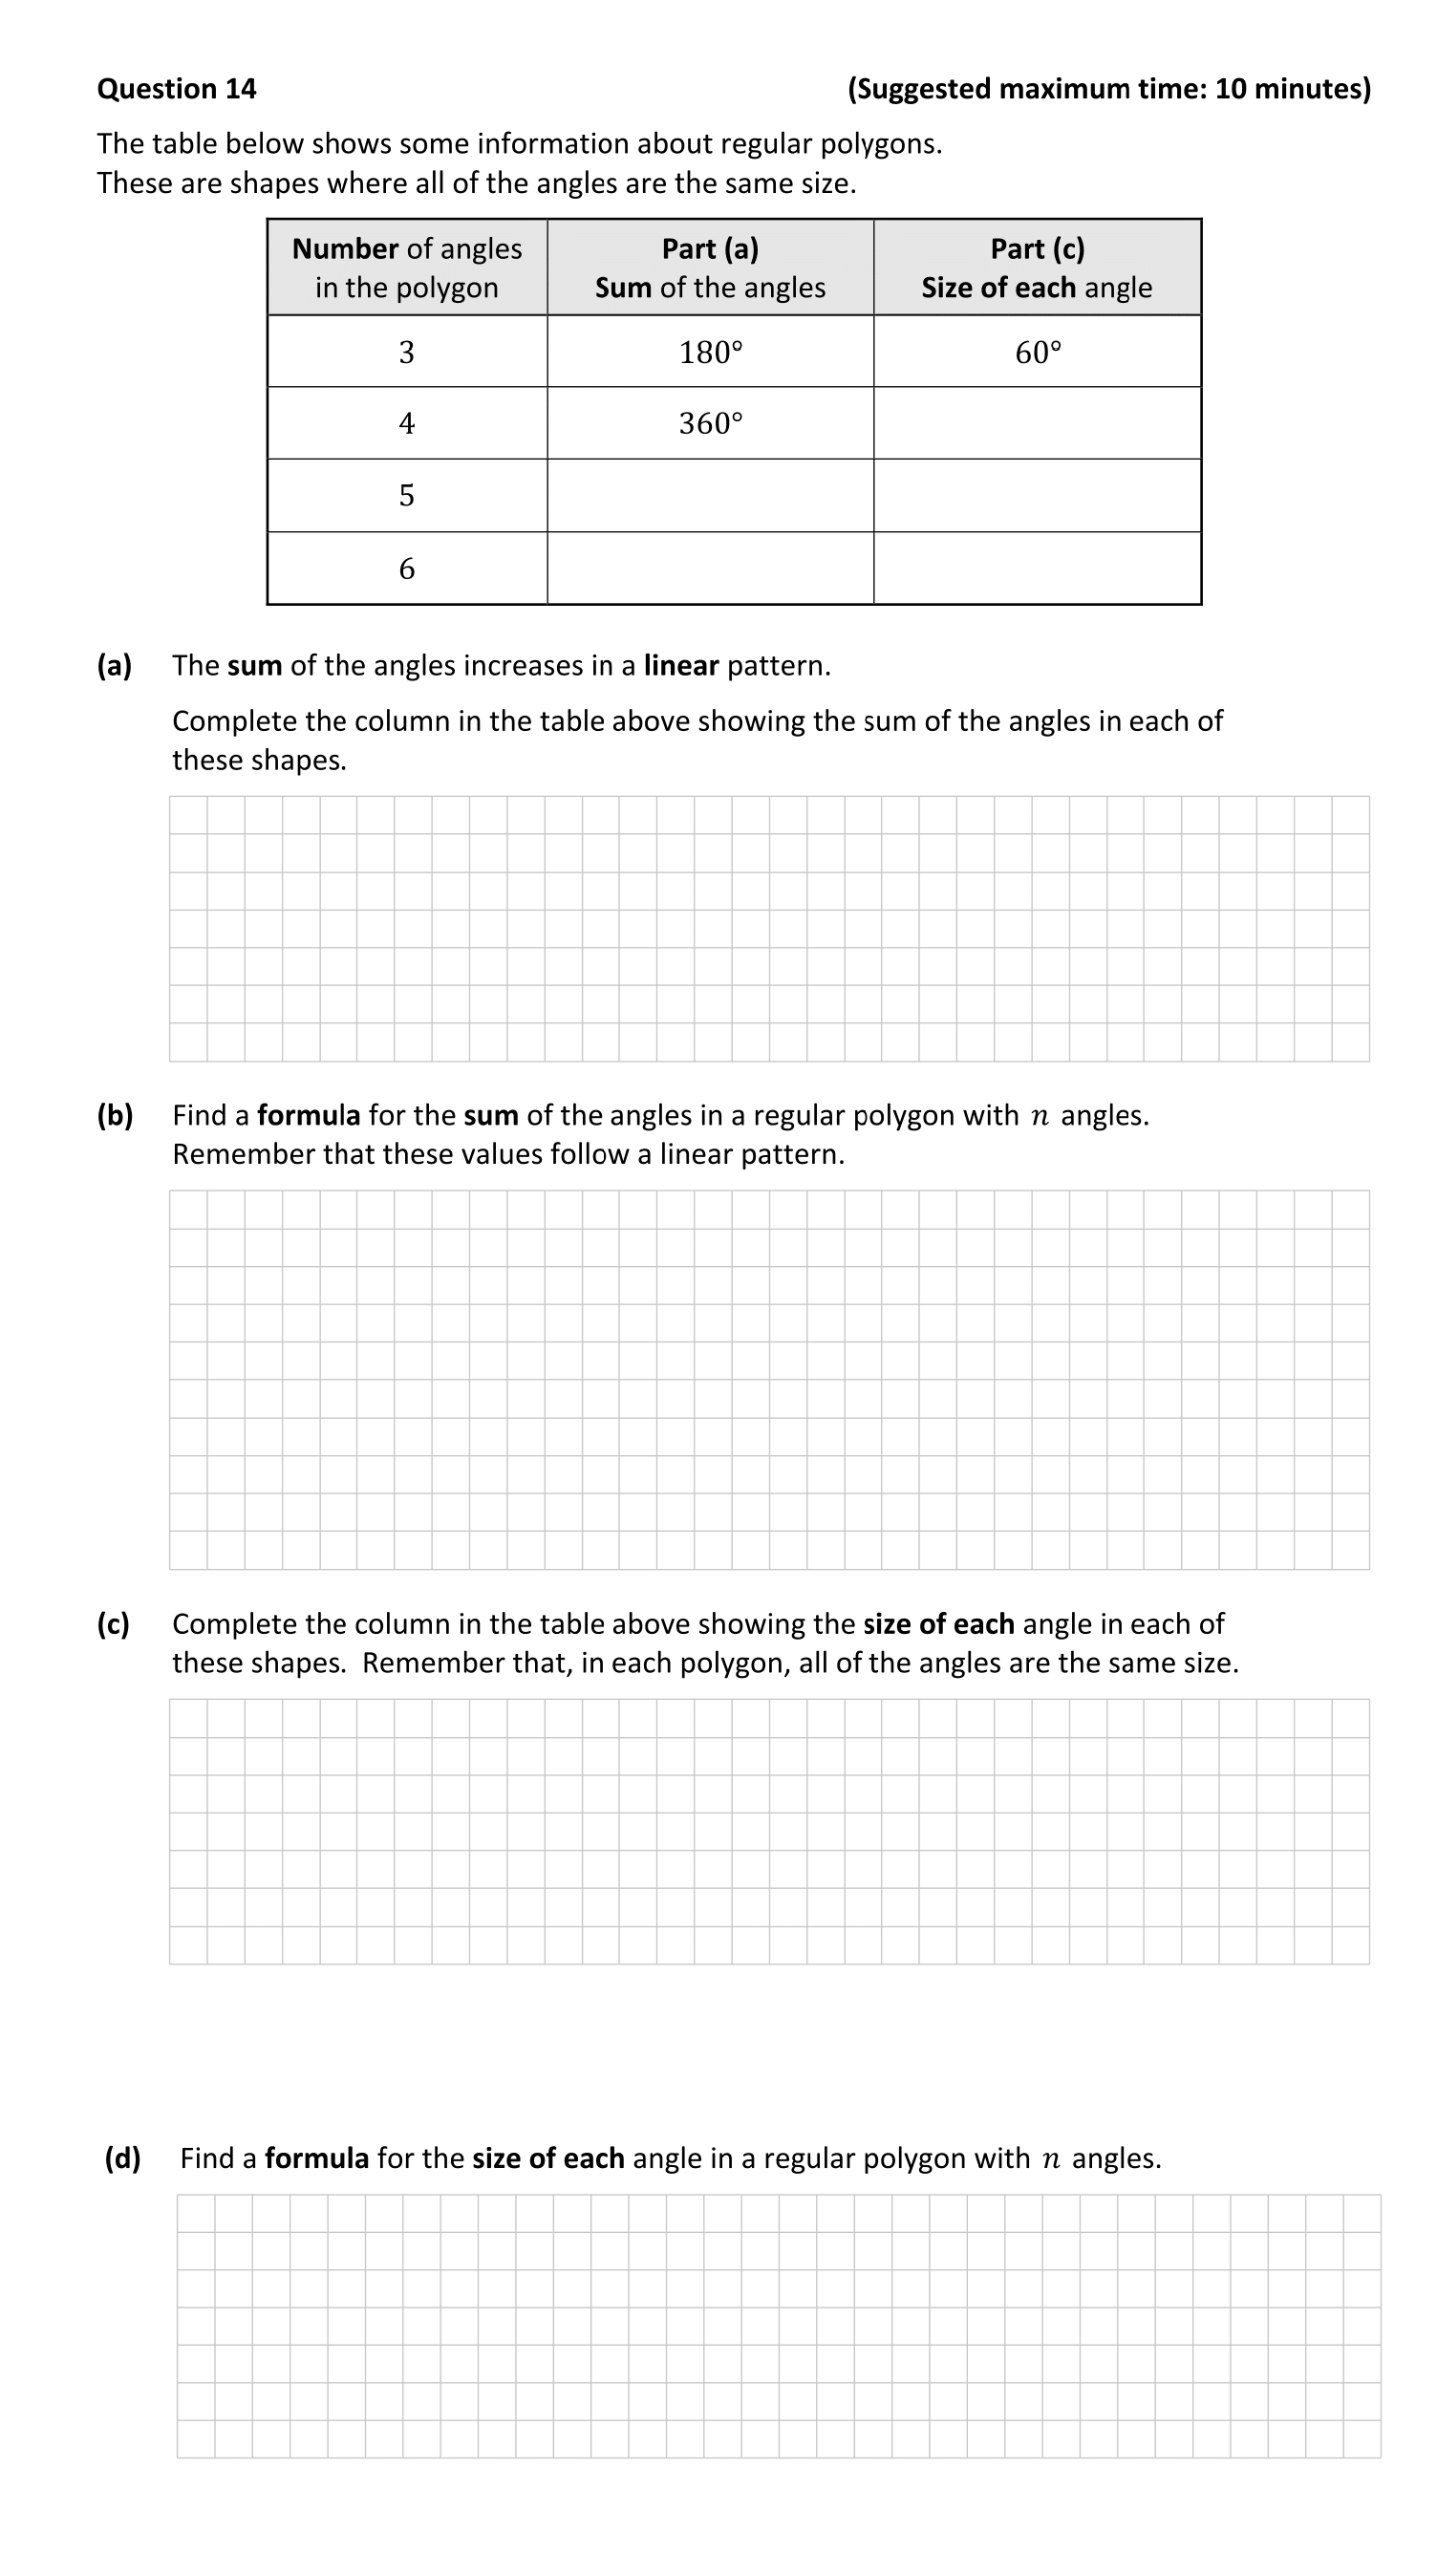 Question 14 (Suggested maximum time: 10 minutes)
The table below shows some information about regular polygons.
These are shapes where all of the angles are the same size.
Number of angles in the polygon Part (a) Sum of the angles Part (c) Size of each angle
3 180° 60°
4 360°
5
6
(a) The sum of the angles increases in a linear pattern.
Complete the column in the table above showing the sum of the angles in each of
these shapes.
(b) Find a formula for the sum of the angles in a regular polygon with n angles.
Remember that these values follow a linear pattern.
(c) Complete the column in the table above showing the size of each angle in each of
these shapes. Remember that, in each polygon, all of the angles are the same size.
(d) Find a formula for the size of each angle in a regular polygon with n angles.